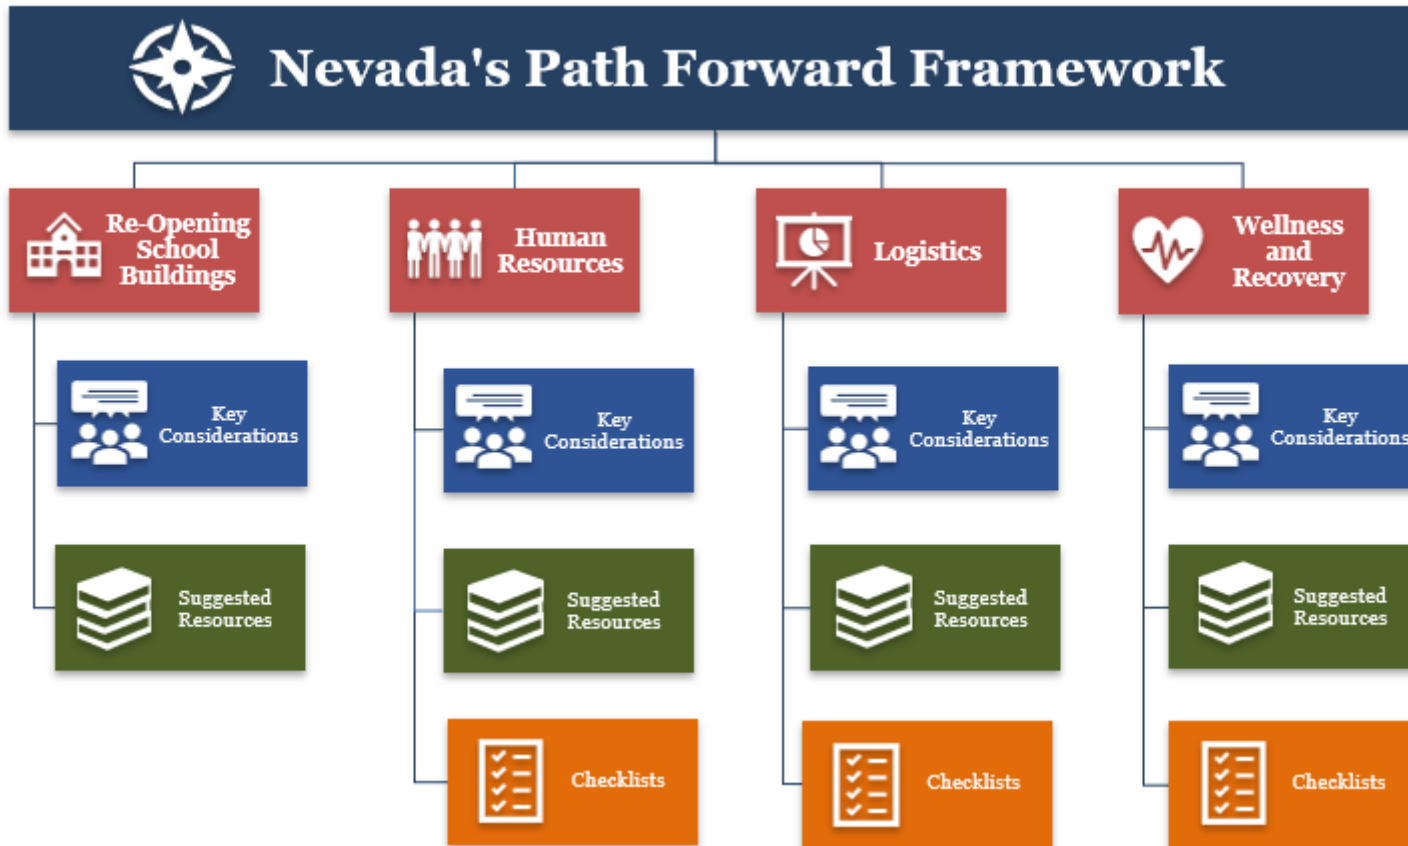 Nevada's Path Forward Framework
Re-Opening
School
Buildings
Key
Considerations
Suggested
Resources
Human
Resources
Key
Considerations
Suggested
Resources
Checklists
Logistics
Key
Considerations
Suggested
Resources
Checklists
Wellness
and
Recovery
Key
Considerations
Suggested
Resources
Checklists